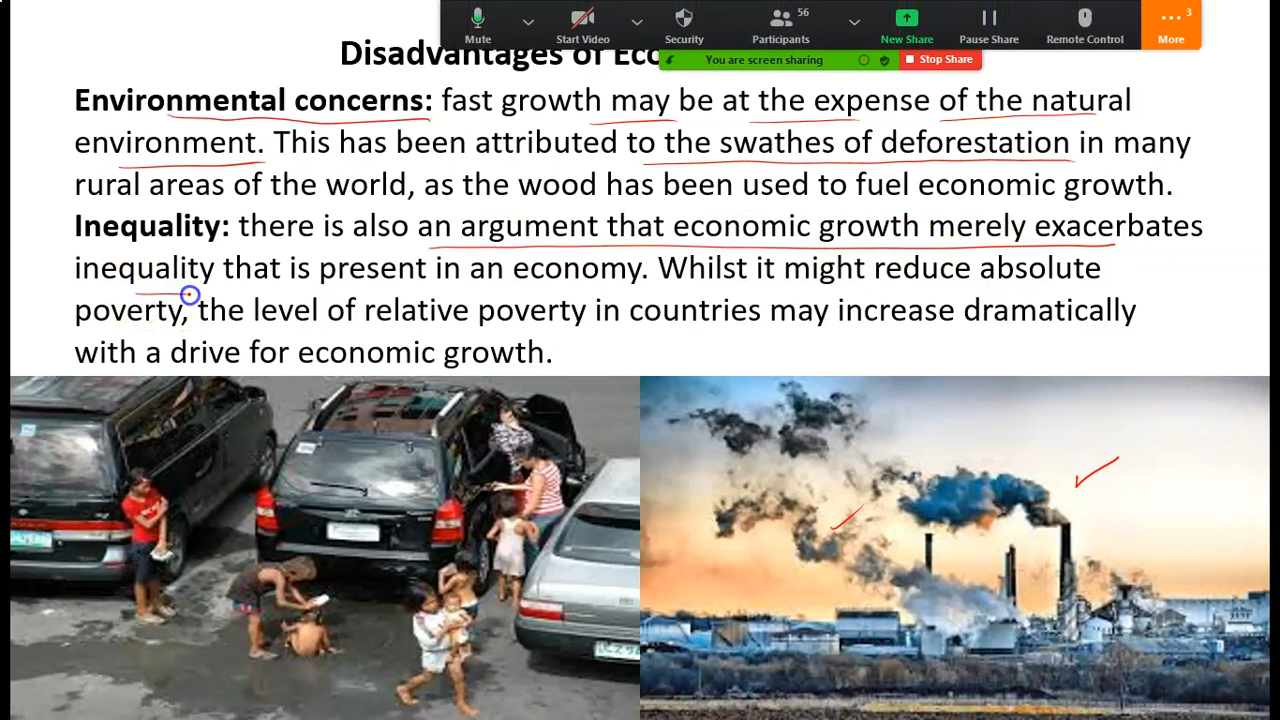 56
3
Mute
Start Video
Security
Participants
New Share
Pause Share
Remote Control
More
You are screen sharing
Stop Share
Disadvantages of
Environmental concerns: fast growth may be at the expense of the natural
environment. This has been attributed to the swathes of deforestation in many
rural areas of the world, as the wood has been used to fuel economic growth.
Inequality: there is also an argument that economic growth merely exacerbates
inequality that is present in an economy. Whilst it might reduce absolute
poverty, the level of relative poverty in countries may increase dramatically
with a drive for economic growth.